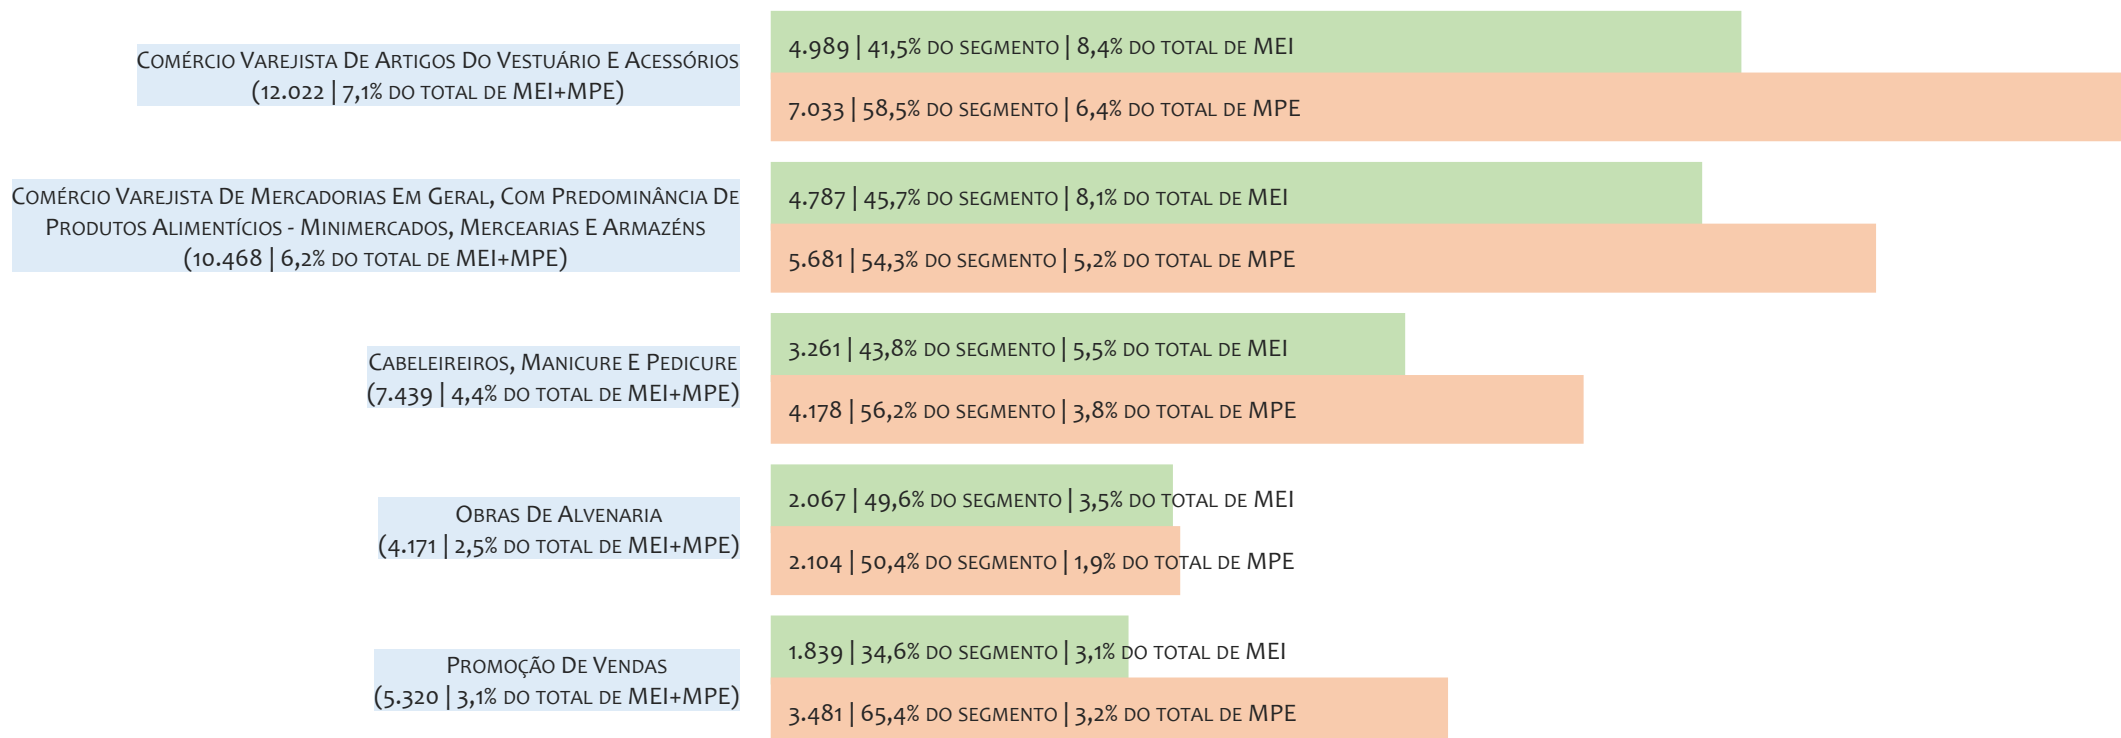 Comércio Varejista De Artigos Do Vestuário E Acessórios
(12.022 | 7,1% do total de MEI+MPE)
4.989 | 41,5% do segmento | 8,4% do total de MEI
7.033 | 58,5% do segmento | 6,4% do total de MPE
Comércio Varejista De Mercadorias Em Geral, Com Predominância De
Produtos Alimentícios - Minimercados, Mercearias E Armazéns
(10.468 | 6,2% do total de MEI+MPE)
4.787 | 45,7% do segmento | 8,1% do total de MEI
5.681 | 54,3% do segmento | 5,2% do total de MPE
Cabeleireiros, Manicure E Pedicure
(7.439 | 4,4% do total de MEI+MPE)
3.261 | 43,8% do segmento | 5,5% do total de MEI
4.178 | 56,2% do segmento | 3,8% do total de MPE
Obras De Alvenaria
(4.171 | 2,5% do total de MEI+MPE)
2.067 | 49,6% do segmento | 3,5% do total de MEI
2.104 | 50,4% do segmento | 1,9% do total de MPE
Promoção De Vendas
(5.320 | 3,1% do total de MEI+MPE)
1.839 | 34,6% do segmento | 3,1% do total de MEI
3.481 | 65,4% do segmento | 3,2% do total de MPE